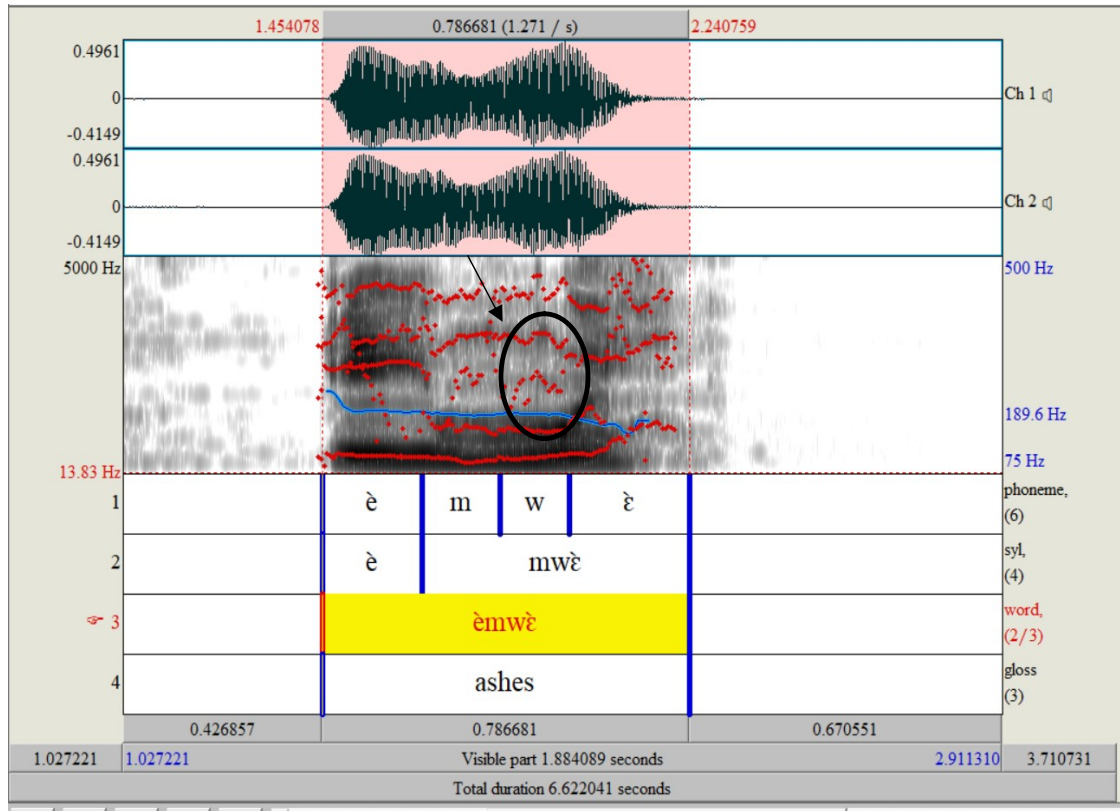 1.454078 0.786681 (1.271 / s) 2.240759
0.4961
0
-0.4149
Ch 1
0.4961
0
-0.4149
Ch 2
5000 Hz 500 Hz
189.6 Hz
13.83 Hz 75 Hz
1 è m w ɛ̀ phoneme,
(6)
2 è mwɛ̀ syl,
(4)
☞ 3 èmwɛ̀ word,
(2/3)
4 ashes gloss
(3)
0.426857 0.786681 0.670551
1.027221 1.027221 Visible part 1.884089 seconds 2.911310 3.710731
Total duration 6.622041 seconds